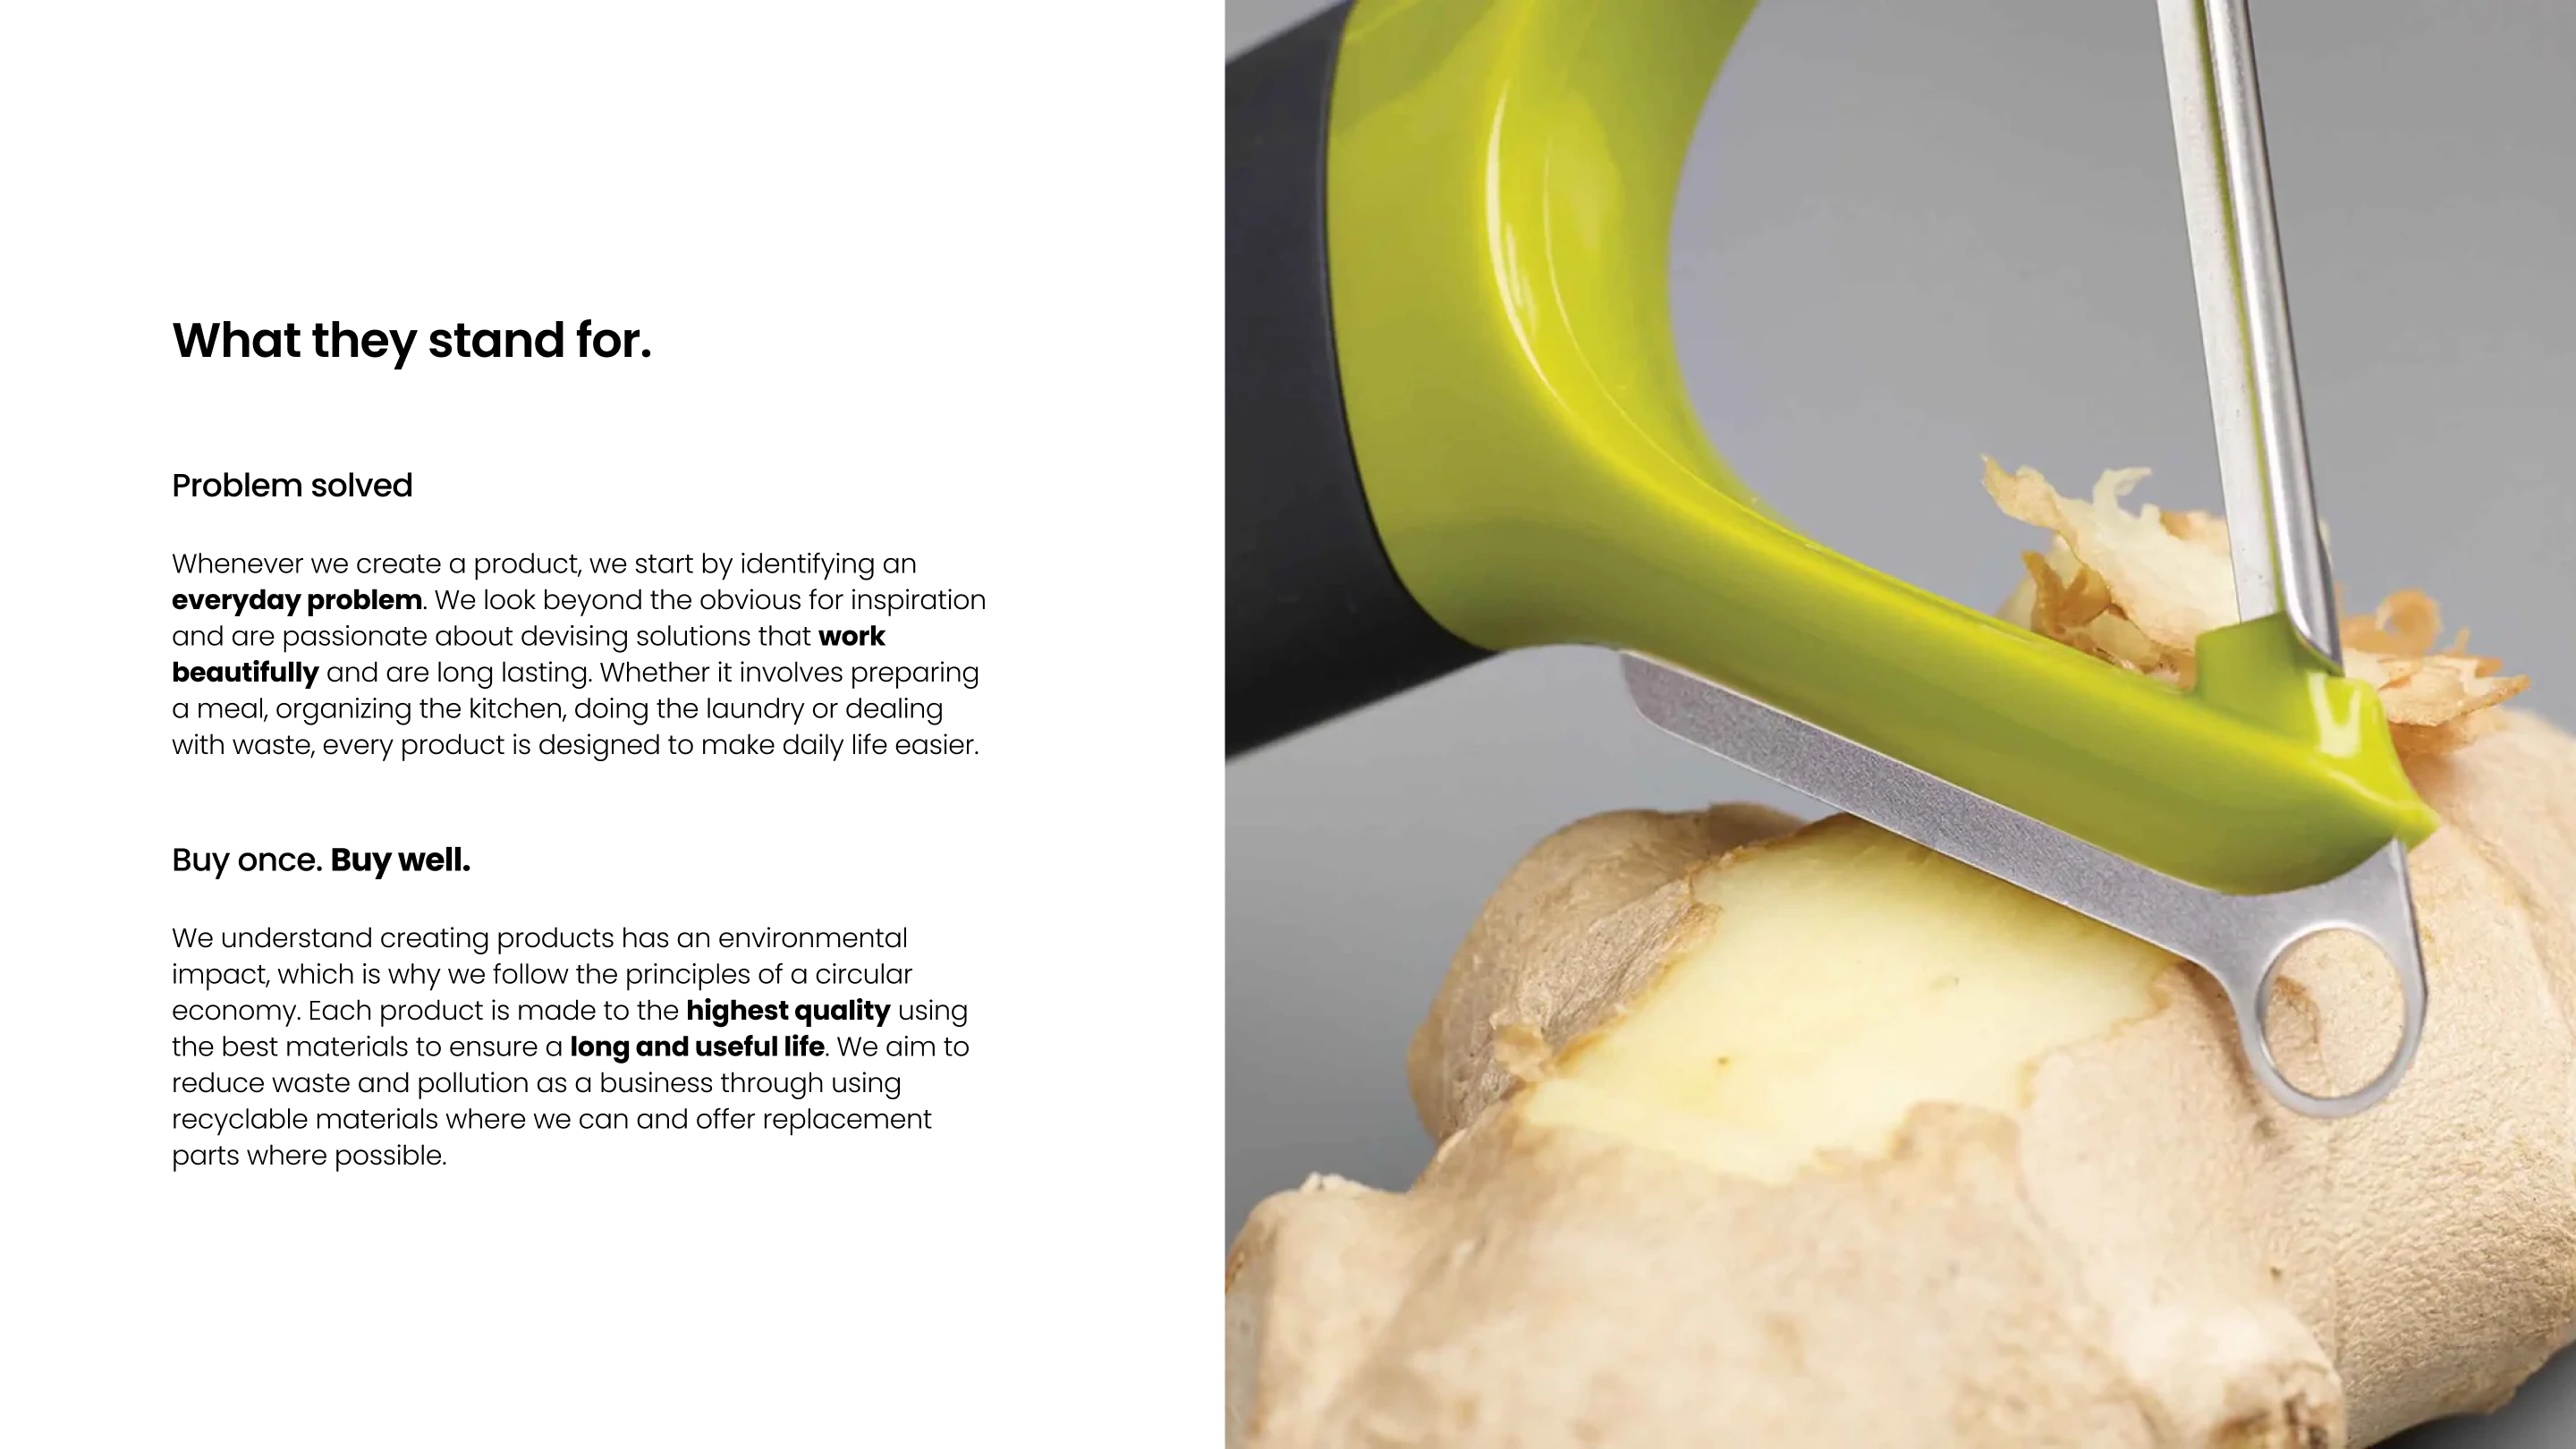 What they stand for.
Problem solved
Whenever we create a product, we start by identifying an
everyday problem. We look beyond the obvious for inspiration
and are passionate about devising solutions that work
beautifully and are long lasting. Whether it involves preparing
a meal, organizing the kitchen, doing the laundry or dealing
with waste, every product is designed to make daily life easier.
Buy once. Buy well.
We understand creating products has an environmental
impact, which is why we follow the principles of a circular
economy. Each product is made to the highest quality using
the best materials to ensure a long and useful life. We aim to
reduce waste and pollution as a business through using
recyclable materials where we can and offer replacement
parts where possible.